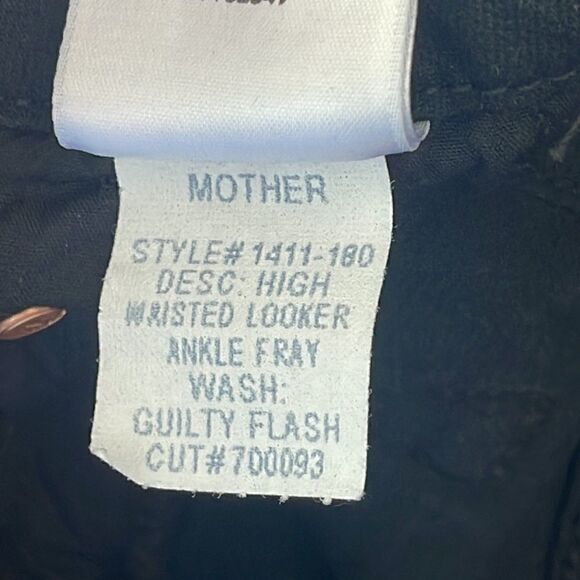 MOTHER
STYLE# 1411-180
DESC: HIGH
WAISTED LOOKER
ANKLE FRAY
WASH:
GUILTY FLASH
CUT#700093